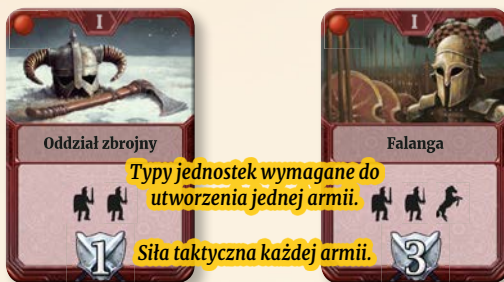 I
I
Oddział zbrojny
Falanga
Typy jednostek wymagane do
utworzenia jednej armii.
1
Siła taktyczna każdej armii.
3